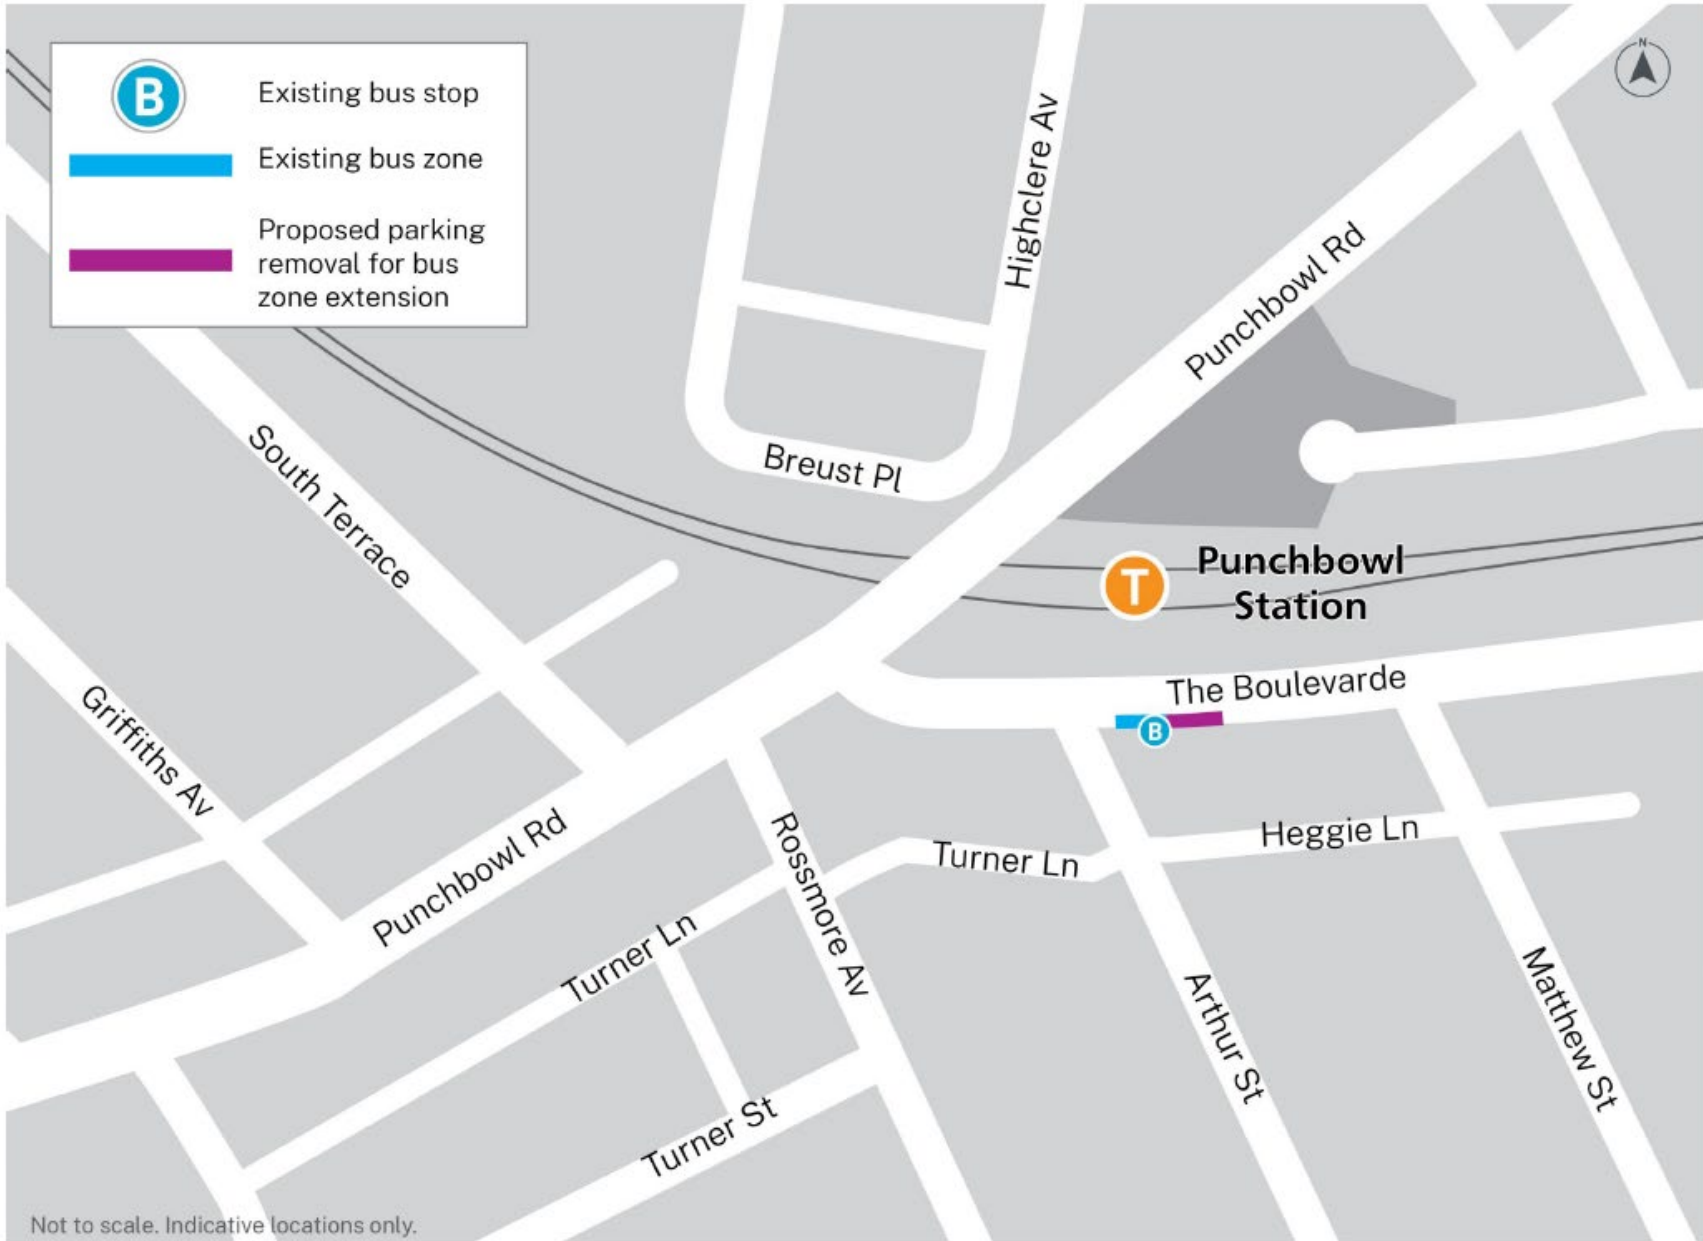 B
Existing bus stop
Existing bus zone
Proposed parking
removal for bus
zone extension
N
Highclere Av
Punchbowl Rd
South Terrace
Breust Pl
T
Punchbowl
Station
The Boulevarde
B
Griffiths Av
Punchbowl Rd
Rossmore Av
Turner Ln
Heggie Ln
Turner Ln
Arthur St
Matthew St
Turner St
Not to scale. Indicative locations only.